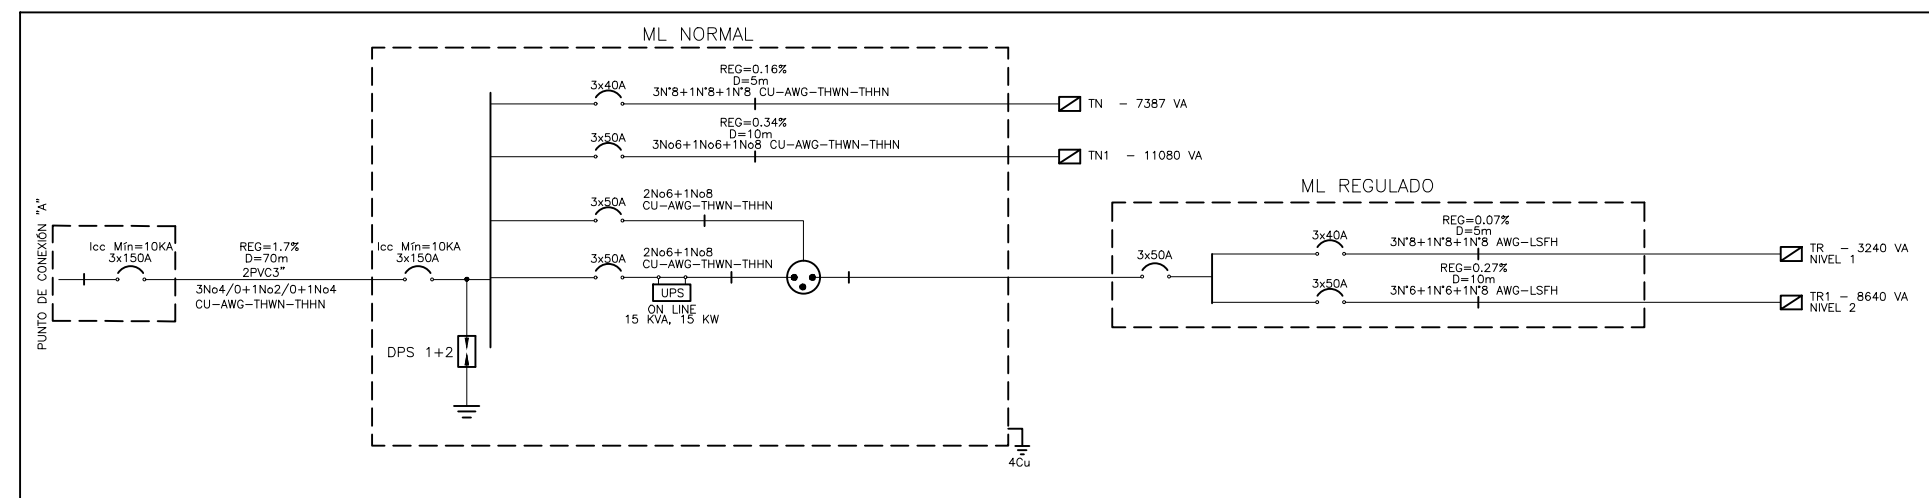 PUNTO DE CONEXIÓN "A"
Icc Mín=10KA
3x150A
REG=1.7%
D=70m
2PVC3"
3No4/0+1No2/0+1No4
CU-AWG-THWN-THHN
ML NORMAL
Icc Mín=10KA
3x150A
DPS 1+2
3x40A
REG=0.16%
D=5m
3N°8+1N°8+1N°8 CU-AWG-THWN-THHN
TN - 7387 VA
3x50A
REG=0.34%
D=10m
3No6+1No6+1No8 CU-AWG-THWN-THHN
TN1 - 11080 VA
3x50A
2No6+1No8
CU-AWG-THWN-THHN
3x50A
2No6+1No8
CU-AWG-THWN-THHN
UPS
ON LINE
15 KVA, 15 KW
4Cu
ML REGULADO
3x50A
3x40A
REG=0.07%
D=5m
3N°8+1N°8+1N°8 AWG-LSFH
TR - 3240 VA
NIVEL 1
3x50A
REG=0.27%
D=10m
3N°6+1N°6+1N°8 AWG-LSFH
TR1 - 8640 VA
NIVEL 2